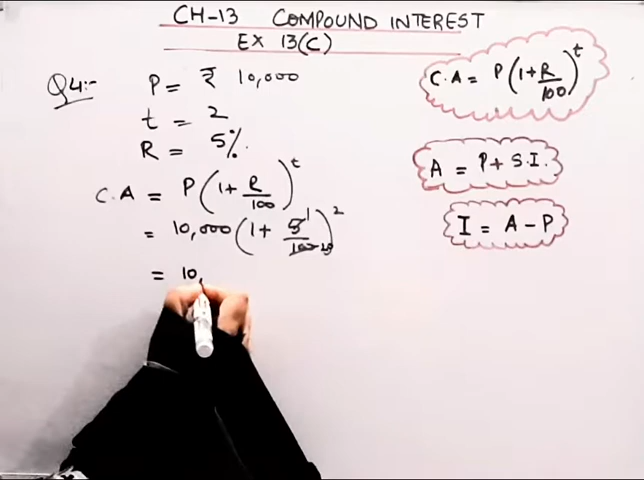 CH-13 COMPOUND INTEREST
EX 13(C)
Q4:- P = ₹ 10,000
t = 2
R = 5%.
C.A = P(1+R/100)^t
= 10,000(1+5/100)^2
= 10,
C.A = P(1+R/100)^t
A = P+S.I.
I = A-P